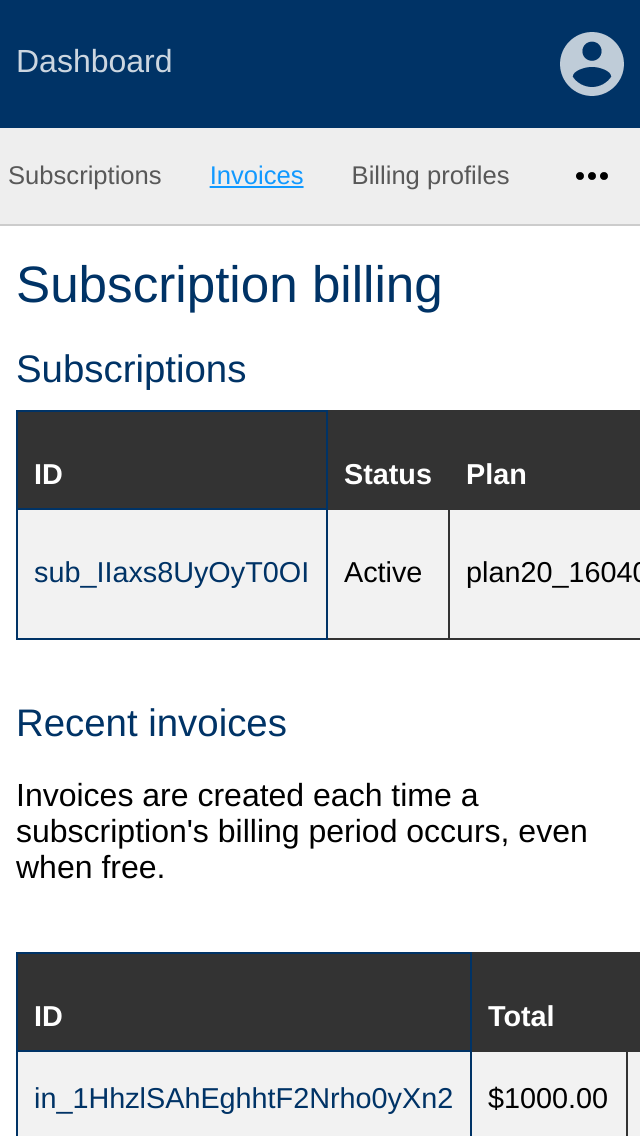 Dashboard
Subscriptions Invoices Billing profiles
Subscription billing
Subscriptions
ID Status Plan
sub_IIaxs8UyOyT0OI Active plan20_16040
Recent invoices
Invoices are created each time a
subscription's billing period occurs, even
when free.
ID Total
in_1HhzlSAhEghhtF2Nrho0yXn2 $1000.00